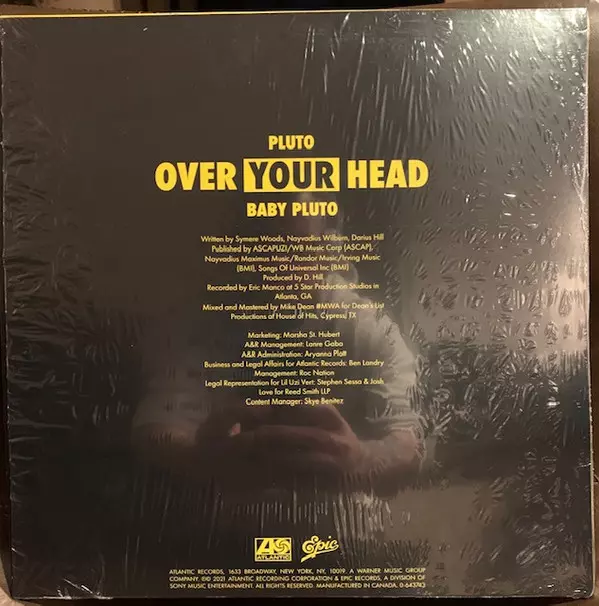 PLUTO
OVER YOUR HEAD
BABY PLUTO
Written by Symere Woods, Nayvadius Wilburn, Darius Hill
Published by ASCAPUZI/WB Music Corp (ASCAP),
Nayvadius Maximus Music/Rondor Music/Irving Music
(BMI), Songs Of Universal Inc (BMI)
Produced by D. Hill
Recorded by Eric Manco at 5 Star Production Studios in
Atlanta, GA
Mixed and Mastered by Mike Dean #MWA for Dean's List
Productions at House of Hits, Cypress, TX
Marketing: Marsha St. Hubert
A&R Management: Lanre Gaba
A&R Administration: Aryanna Platt
Business and Legal Affairs for Atlantic Records: Ben Landry
Management: Roc Nation
Legal Representation for Lil Uzi Vert: Stephen Sessa & Josh
Love for Reed Smith LLP
Content Manager: Skye Benitez
ATLANTIC
Epic
ATLANTIC RECORDS, 1633 BROADWAY, NEW YORK, NY, 10019. A WARNER MUSIC GROUP
COMPANY. ℗© 2021 ATLANTIC RECORDING CORPORATION & EPIC RECORDS, A DIVISION OF
SONY MUSIC ENTERTAINMENT. ALL RIGHTS RESERVED. MANUFACTURED IN CANADA. 0-643743